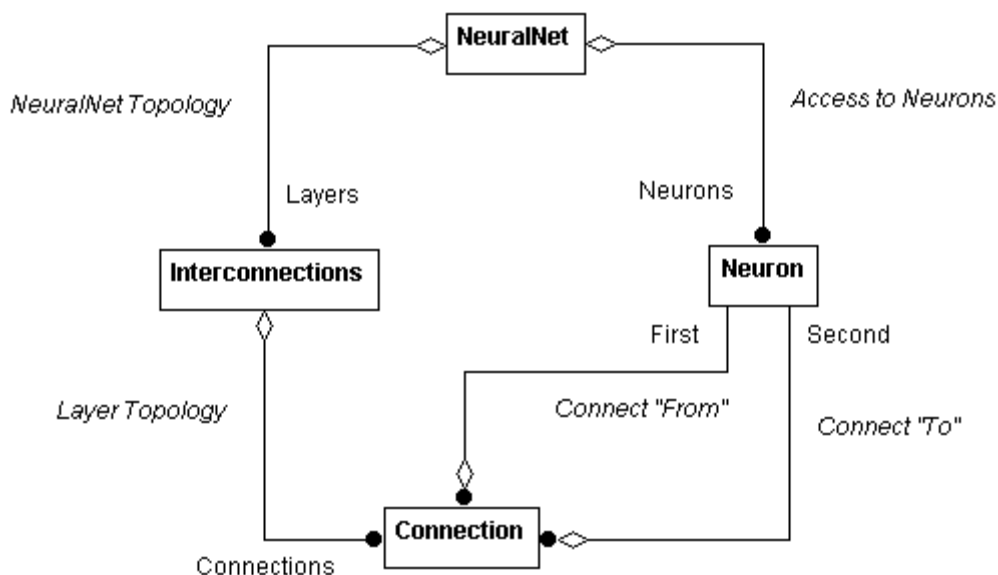 NeuralNet
NeuralNet Topology
Access to Neurons
Layers
Neurons
Interconnections
Neuron
First
Second
Layer Topology
Connect "From"
Connect "To"
Connection
Connections